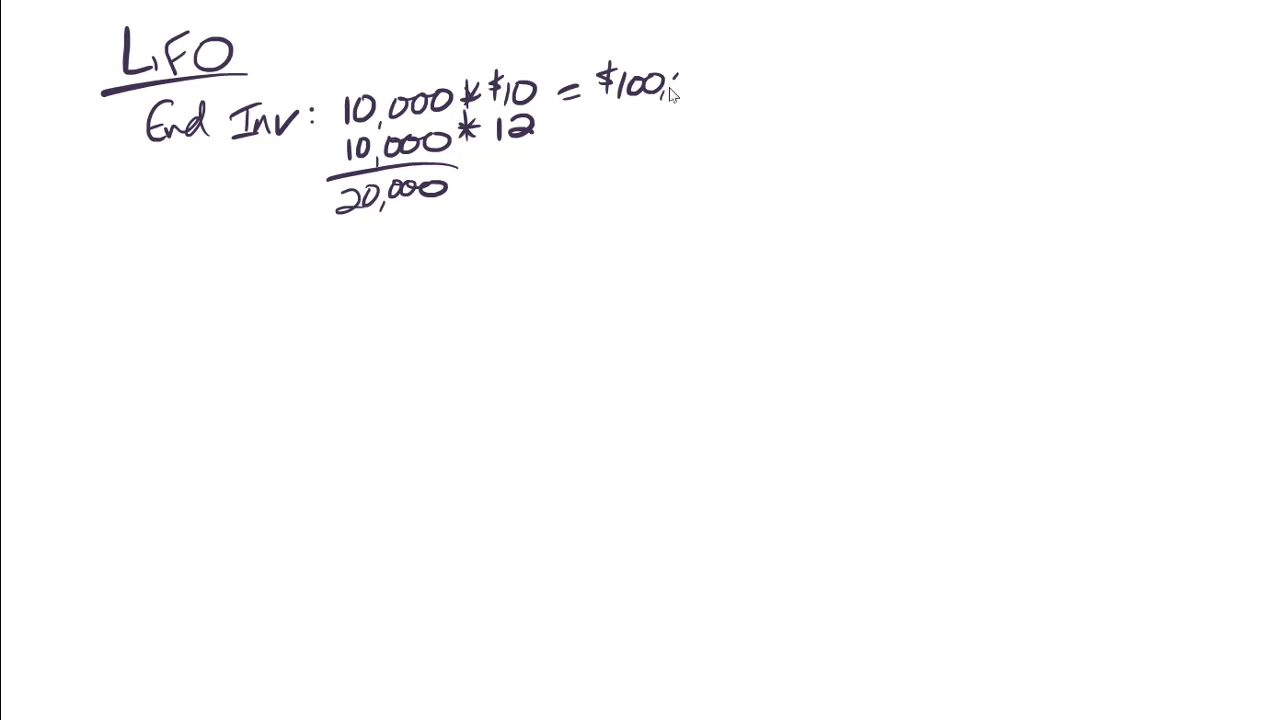 LIFO
End Inv: 10,000 * $10 = $100,
10,000 * 12
20,000